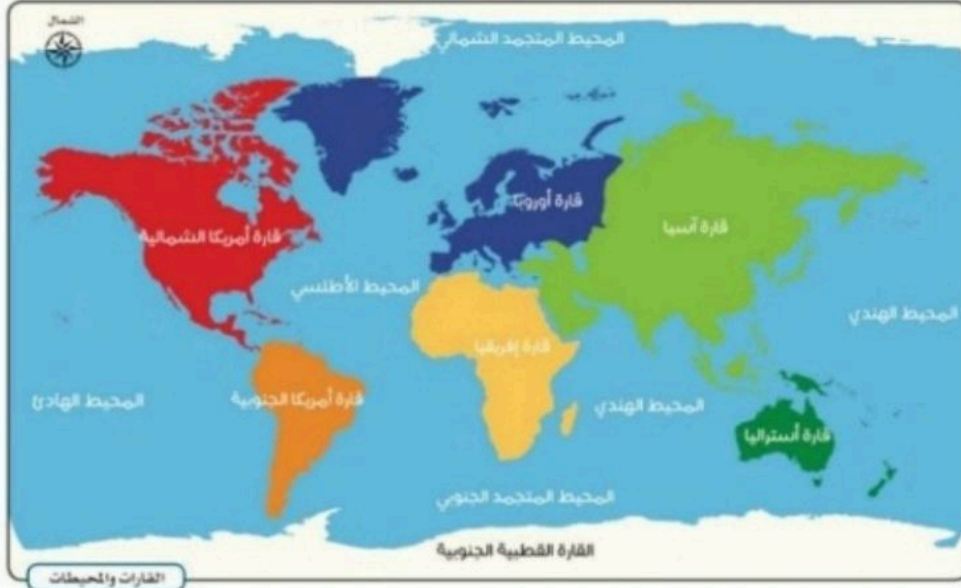 الشمال
المحيط المتجمد الشمالي
قارة أوروبا
قارة آسيا
قارة أمريكا الشمالية
المحيط الأطلسي
المحيط الهندي
قارة إفريقيا
قارة أمريكا الجنوبية
المحيط الهادئ
المحيط الهندي
قارة أستراليا
المحيط المتجمد الجنوبي
القارة القطبية الجنوبية
القارات والمحيطات